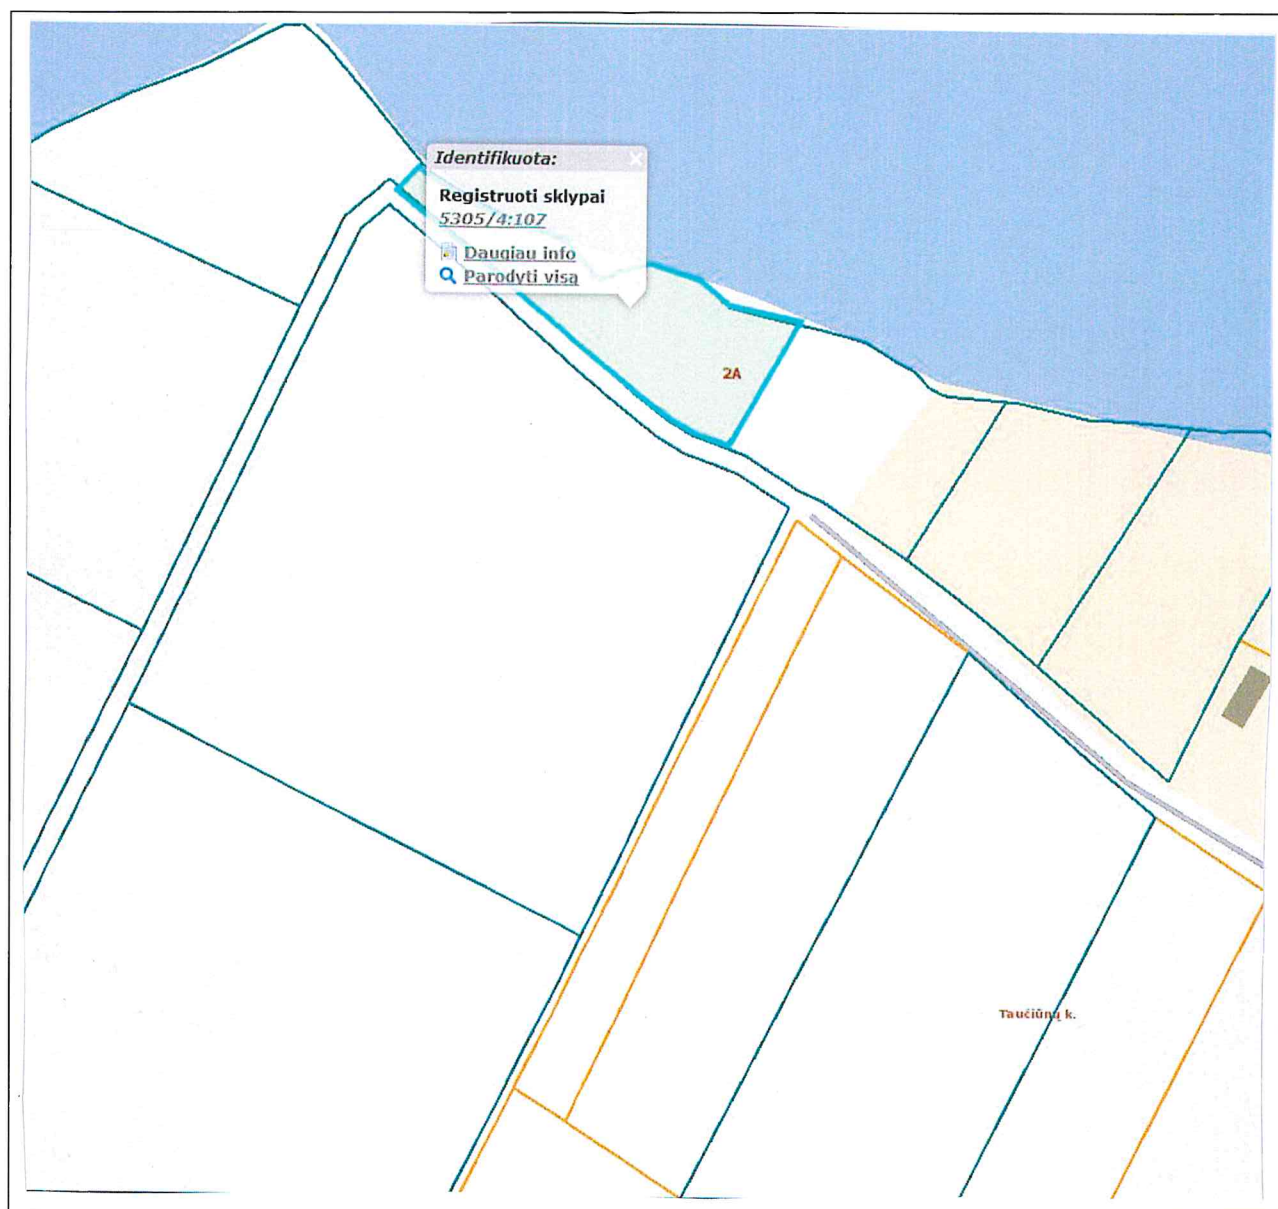 Identifikuota:
Registruoti sklypai
5305/4:107
Daugiau info
Parodyti visą
2A
Taučiūnų k.